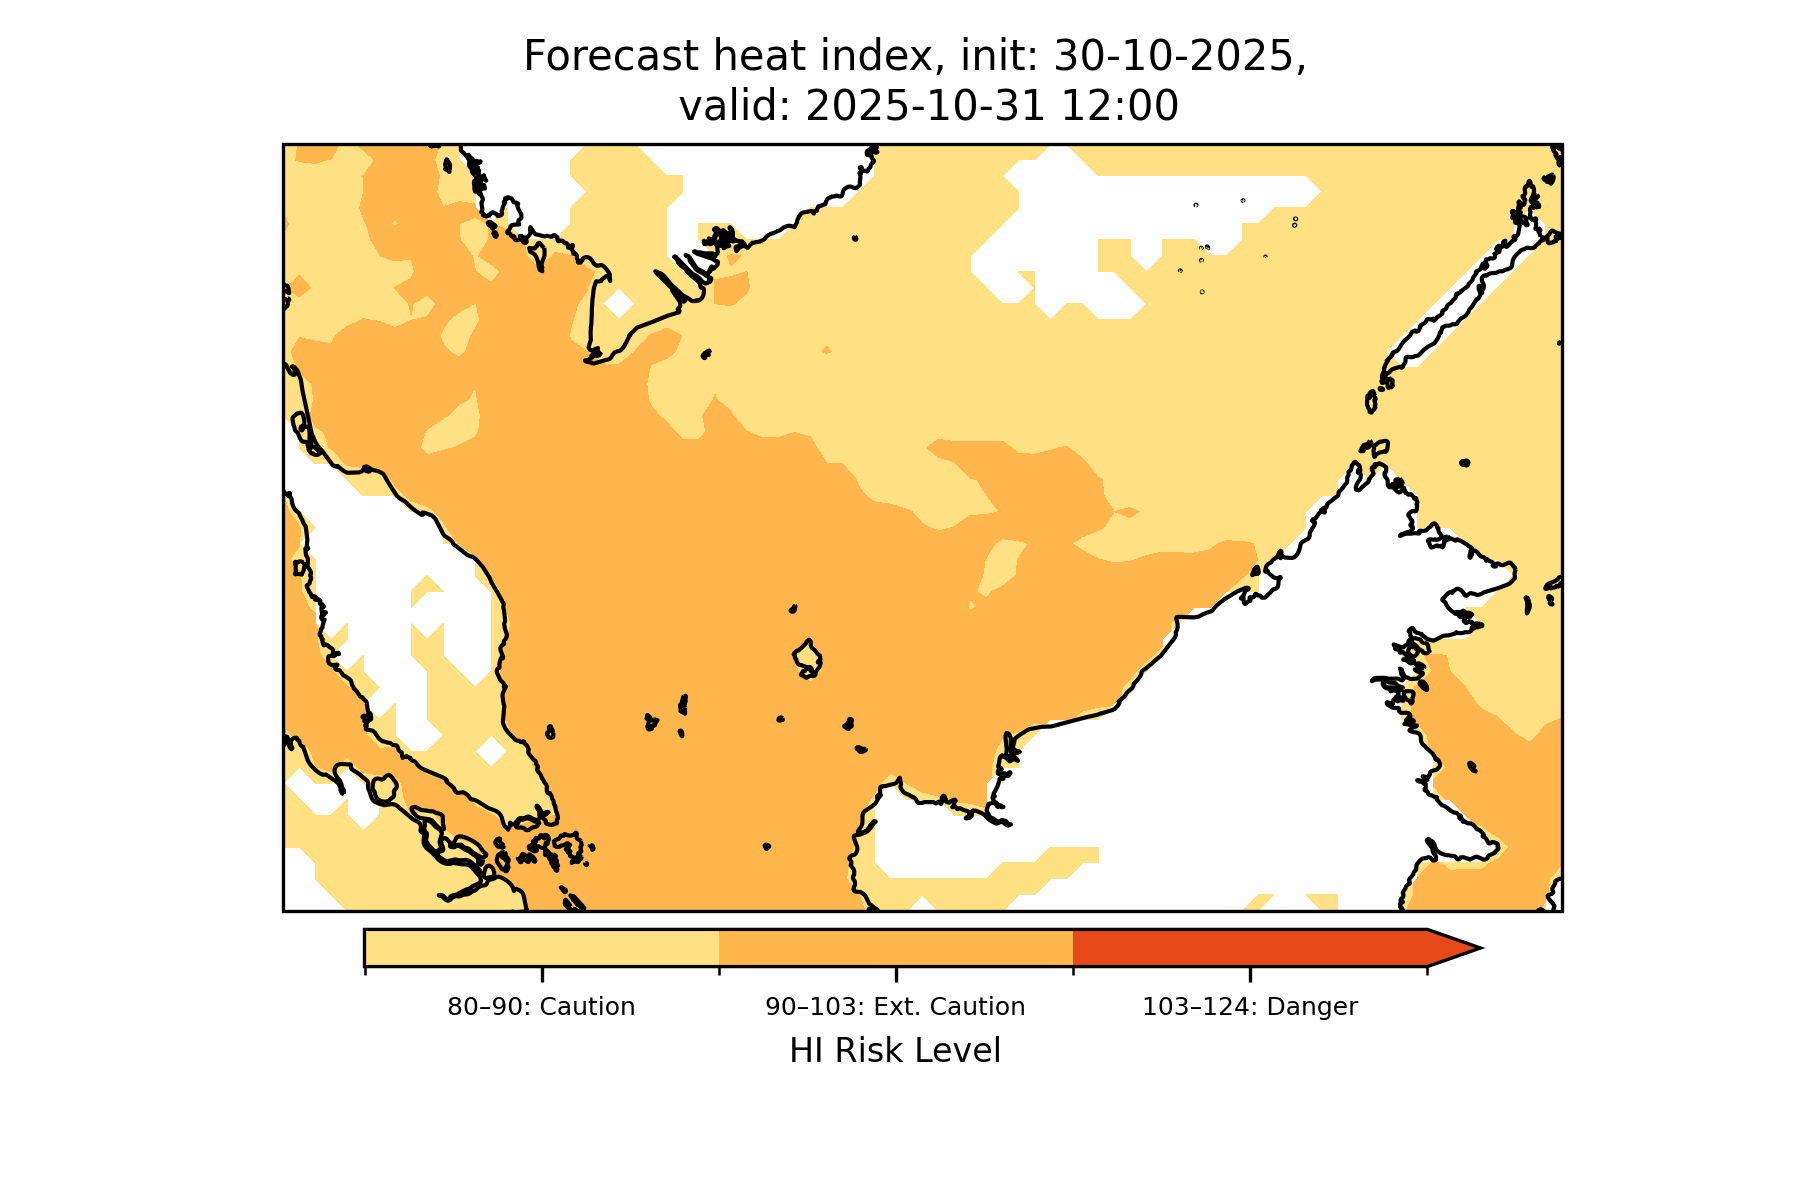 Forecast heat index, init: 30-10-2025,
valid: 2025-10-31 12:00
80–90: Caution
90–103: Ext. Caution
103–124: Danger
HI Risk Level